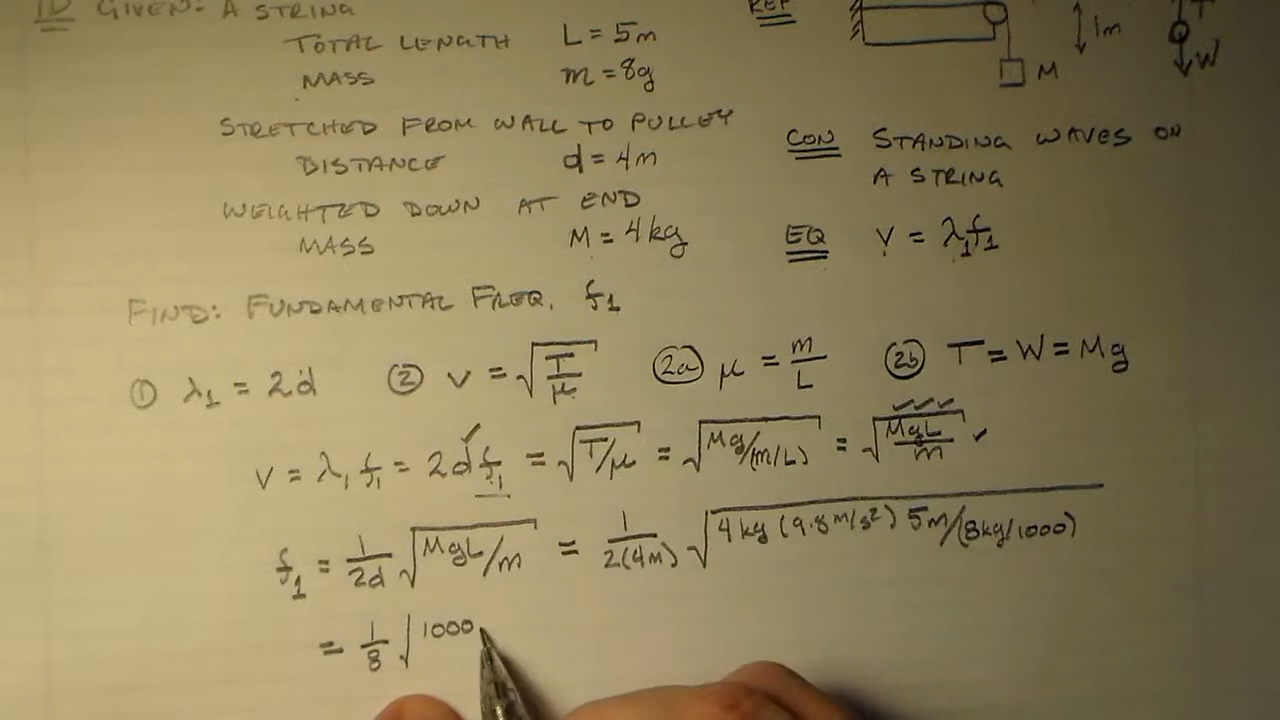 ID GIVEN: A STRING
TOTAL LENGTH L = 5m
MASS m = 8g
STRETCHED FROM WALL TO PULLEY
DISTANCE d = 4m
WEIGHTED DOWN AT END
MASS M = 4kg
FIND: FUNDAMENTAL FREQ. f₁
REP
1m
M
T
W
CON STANDING WAVES ON
A STRING
EQ v = λ₁f₁
① λ₁ = 2d ② v = √(T/μ) 2a μ = m/L 2b T = W = Mg
v = λ₁f₁ = 2df₁ = √(T/μ) = √(Mg/(m/L)) = √(MgL/m)
f₁ = 1/2d √(MgL/m) = 1/2(4m) √(4kg(9.8m/s²)5m/(8kg/1000))
= 1/8 √1000